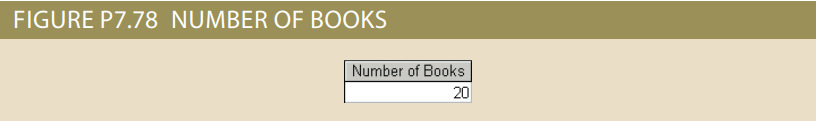 FIGURE P7.78 NUMBER OF BOOKS
Number of Books
20